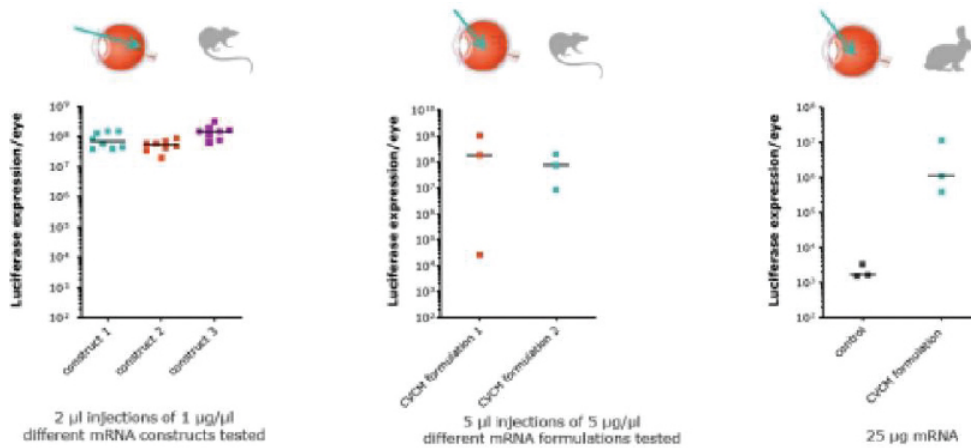 Luciferase expression/eye
10⁹
10⁸
10⁷
10⁶
10⁵
10⁴
10³
10²
construct 1
construct 2
construct 3
2 µl injections of 1 µg/µl
different mRNA constructs tested
Luciferase expression/eye
10¹⁰
10⁹
10⁸
10⁷
10⁶
10⁵
10⁴
10³
10²
CVCM formulation 1
CVCM formulation 2
5 µl injections of 5 µg/µl
different mRNA formulations tested
Luciferase expression/eye
10⁸
10⁷
10⁶
10⁵
10⁴
10³
10²
control
CVCM formulation
25 µg mRNA